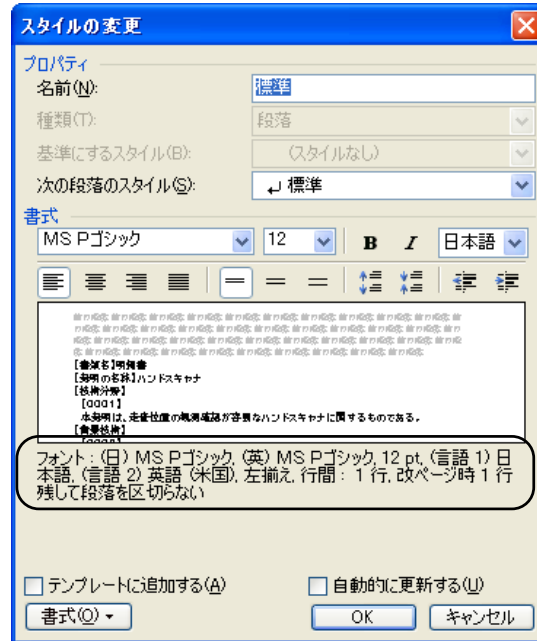 スタイルの変更
プロパティ
名前(N): 標準
種類(T): 段落
基準にするスタイル(B): (スタイルなし)
次の段落のスタイル(S): ↵ 標準
書式
MS Pゴシック 12 B I 日本語
【書類名】明細書
【発明の名称】ハンドスキャナ
【技術分野】
【0001】
本発明は、走査位置の観測確認が容易なハンドスキャナに関するものである。
【背景技術】
フォント : (日) MS Pゴシック, (英) MS Pゴシック, 12 pt, (言語 1) 日
本語, (言語 2) 英語 (米国), 左揃え, 行間 : 1 行, 改ページ時 1 行
残して段落を区切らない
テンプレートに追加する(A) 自動的に更新する(U)
書式(O) OK キャンセル